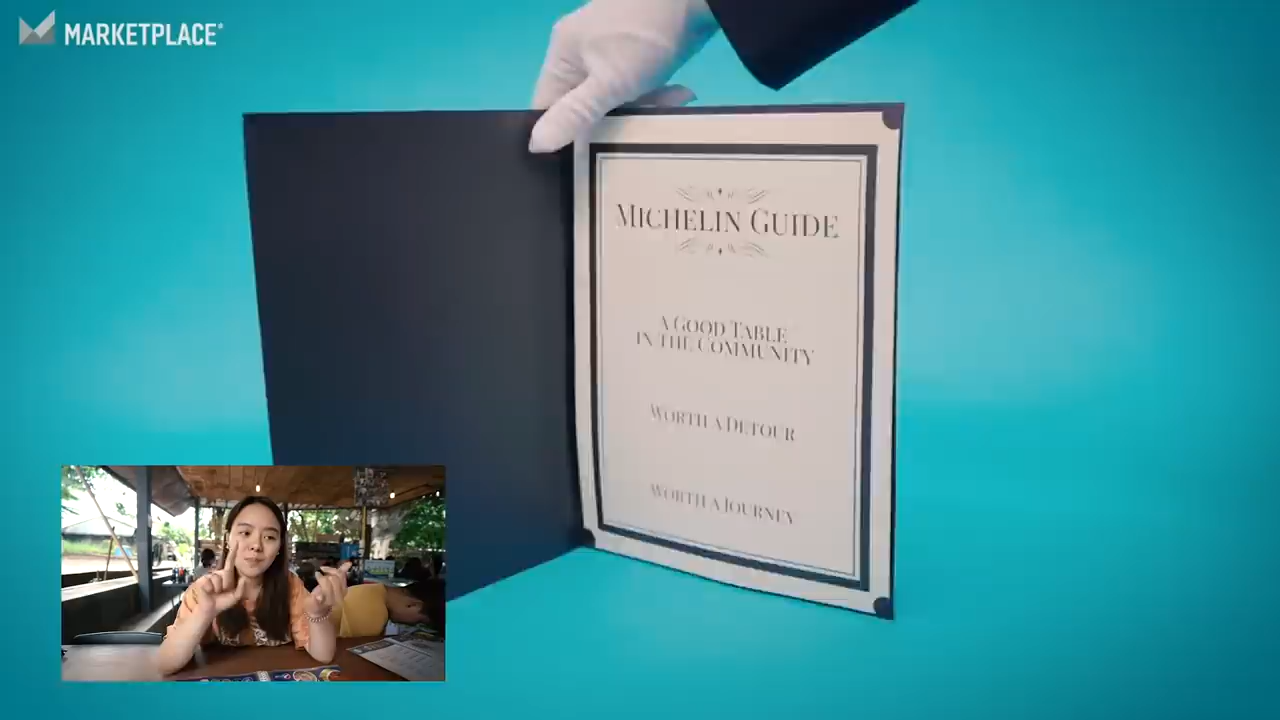 MARKETPLACE*
MICHELIN GUIDE
A GOOD TABLE
IN THE COMMUNITY
WORTH A DETOUR
WORTH A JOURNEY